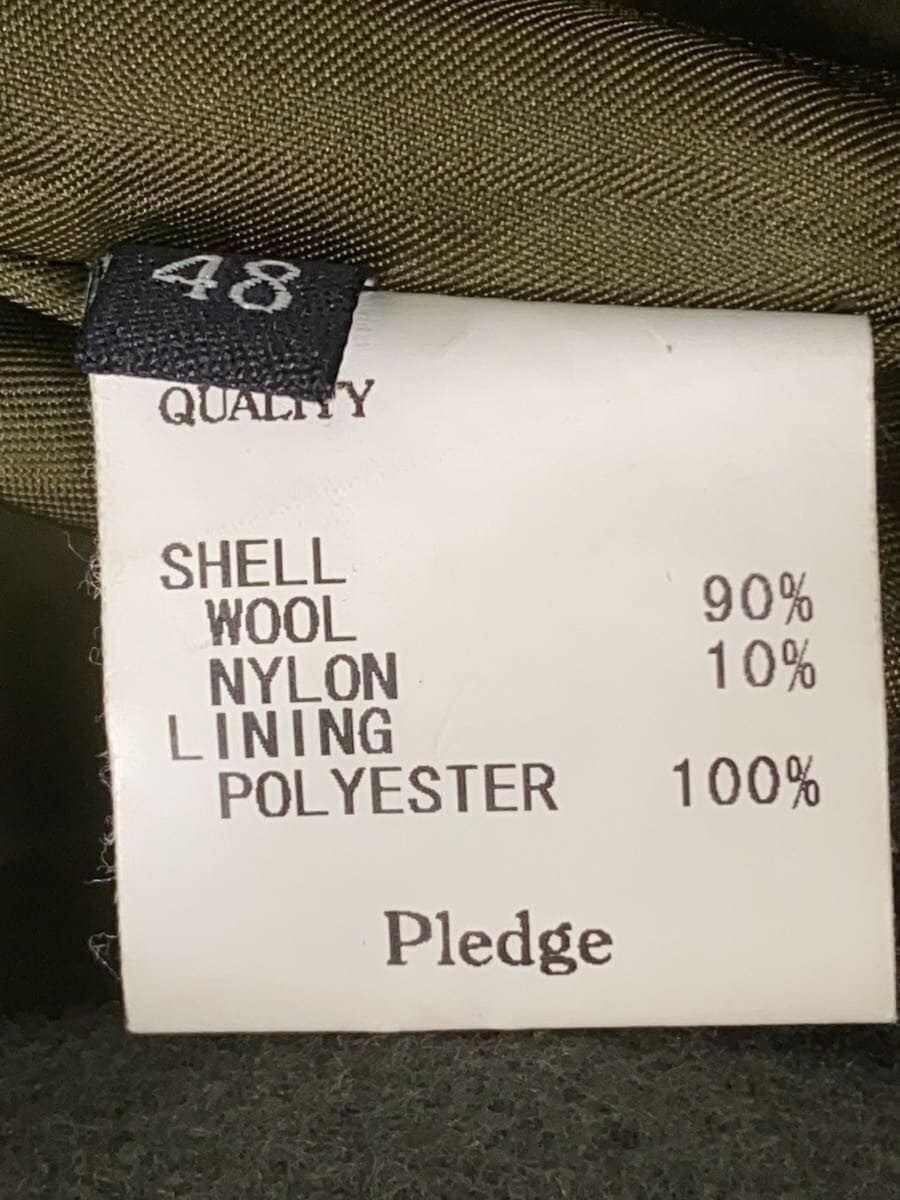 48
QUALITY
SHELL
WOOL 90%
NYLON 10%
LINING
POLYESTER 100%
Pledge